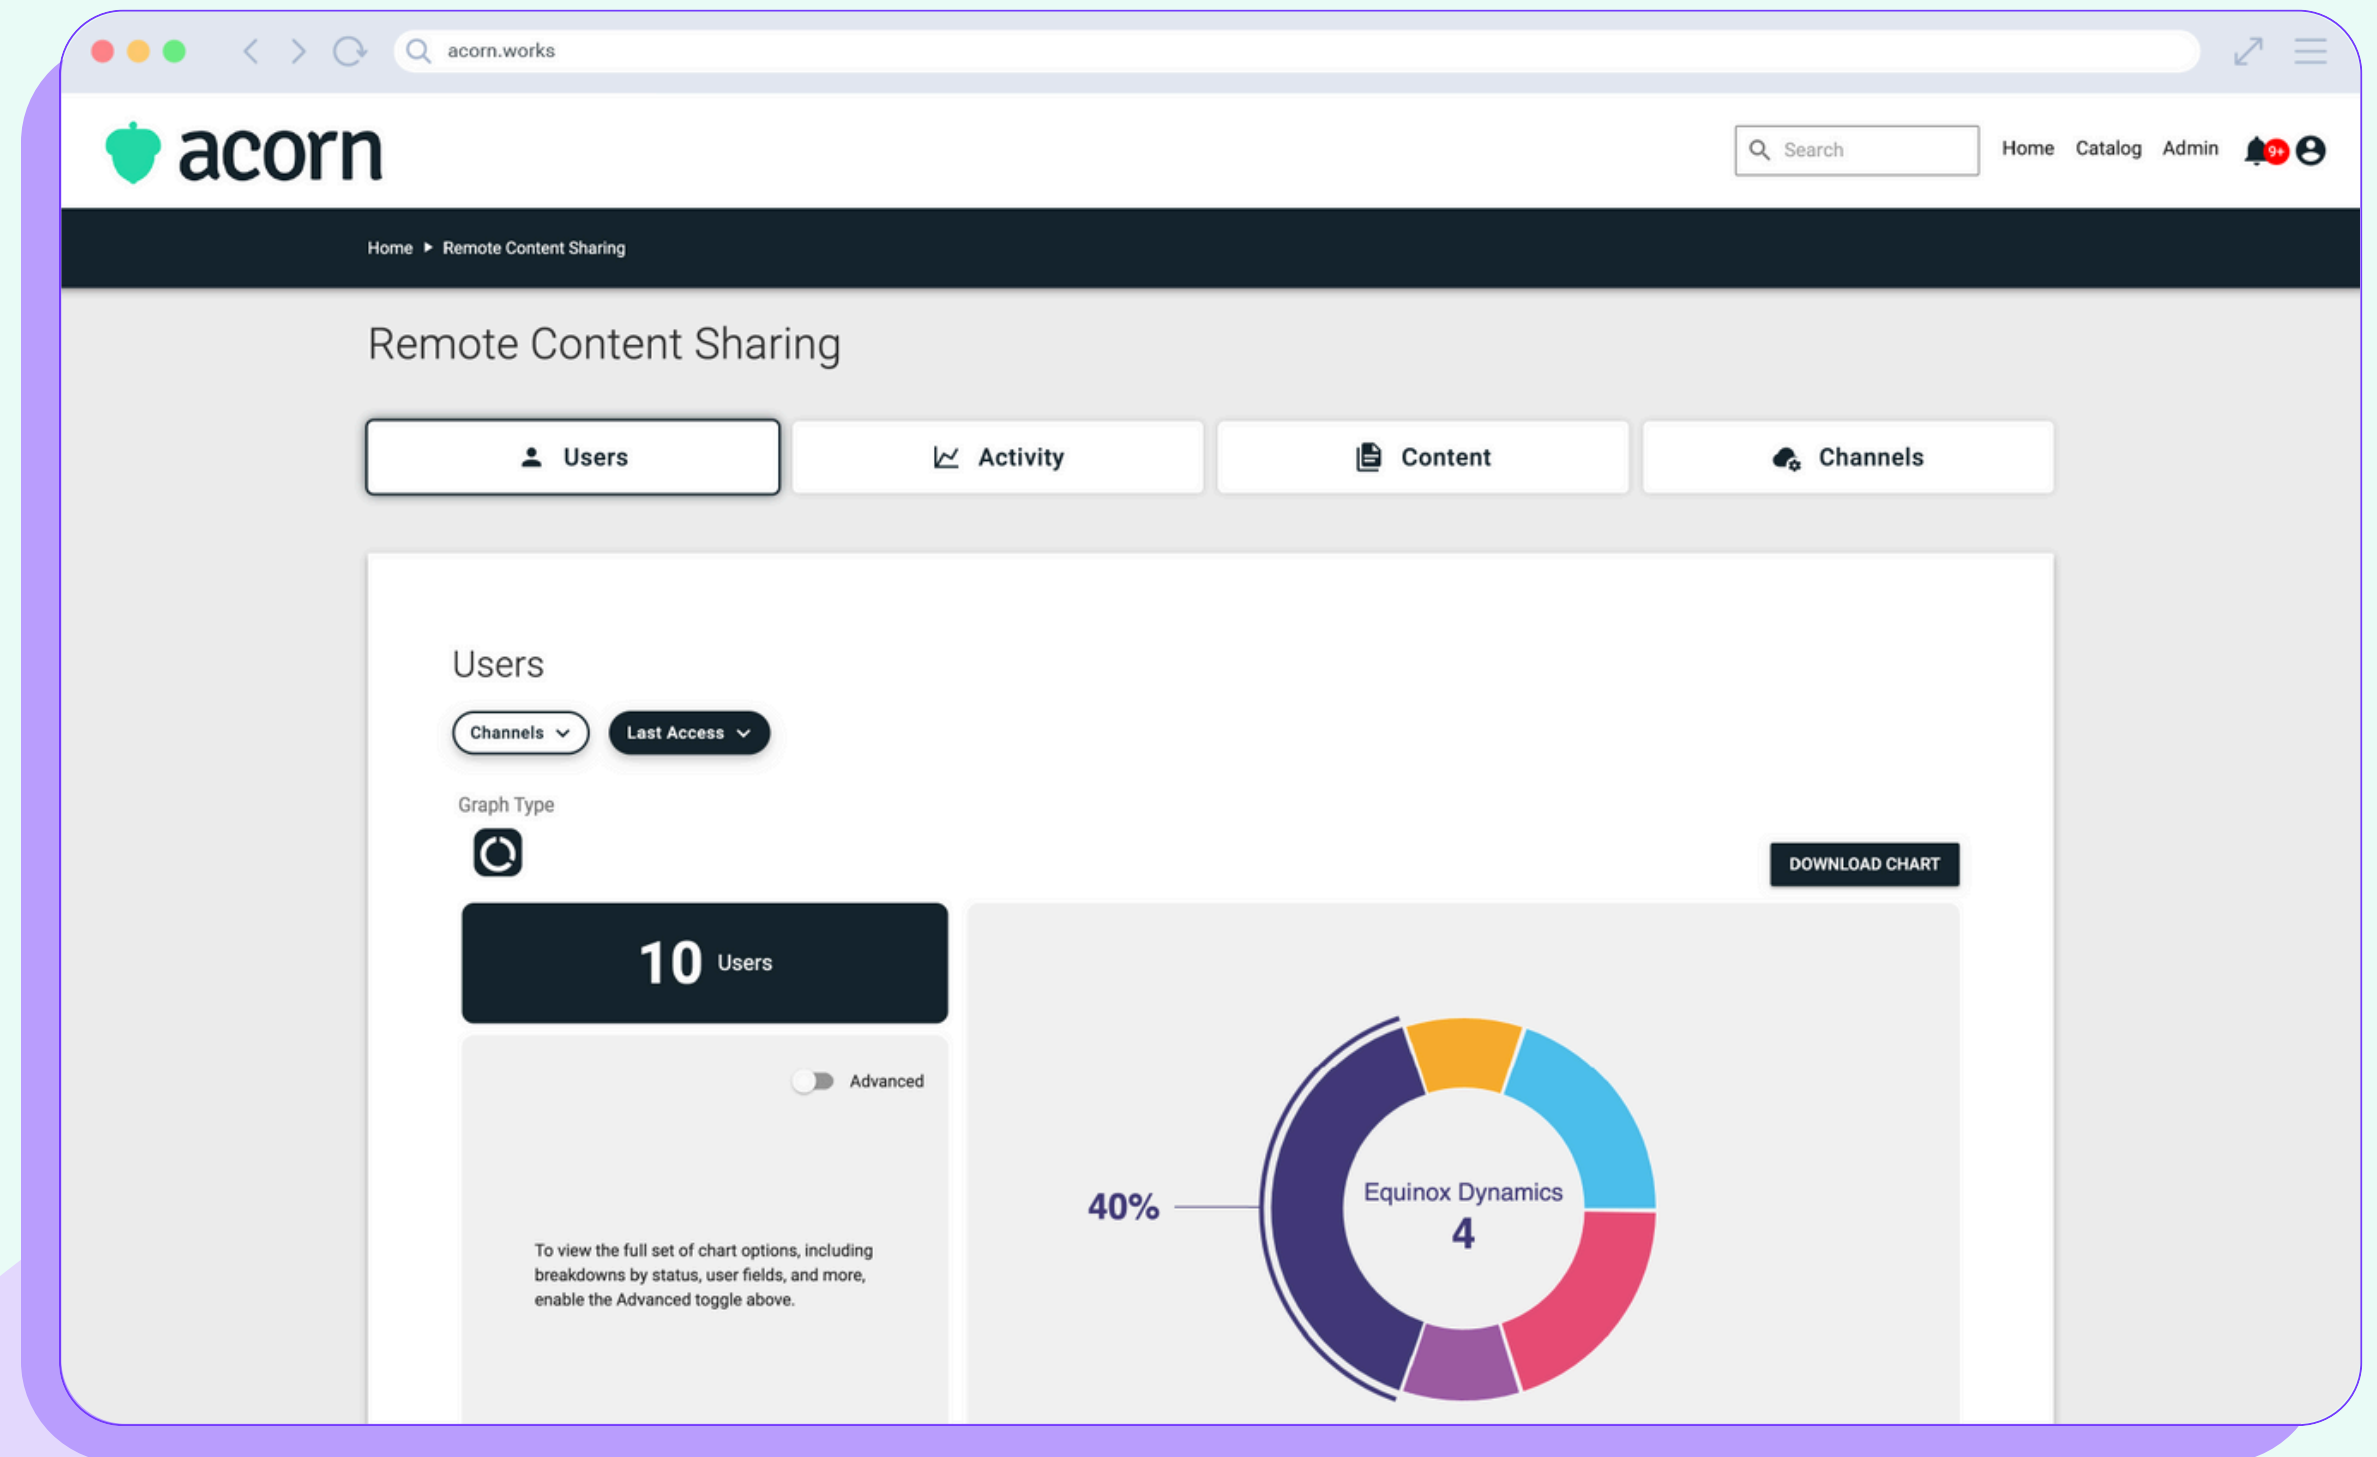 acorn.works
acorn
Search
Home Catalog Admin 9+
Home ▸ Remote Content Sharing
Remote Content Sharing
Users
Activity
Content
Channels
Users
Channels
Last Access
Graph Type
DOWNLOAD CHART
10 Users
Advanced
To view the full set of chart options, including
breakdowns by status, user fields, and more,
enable the Advanced toggle above.
40%
Equinox Dynamics
4